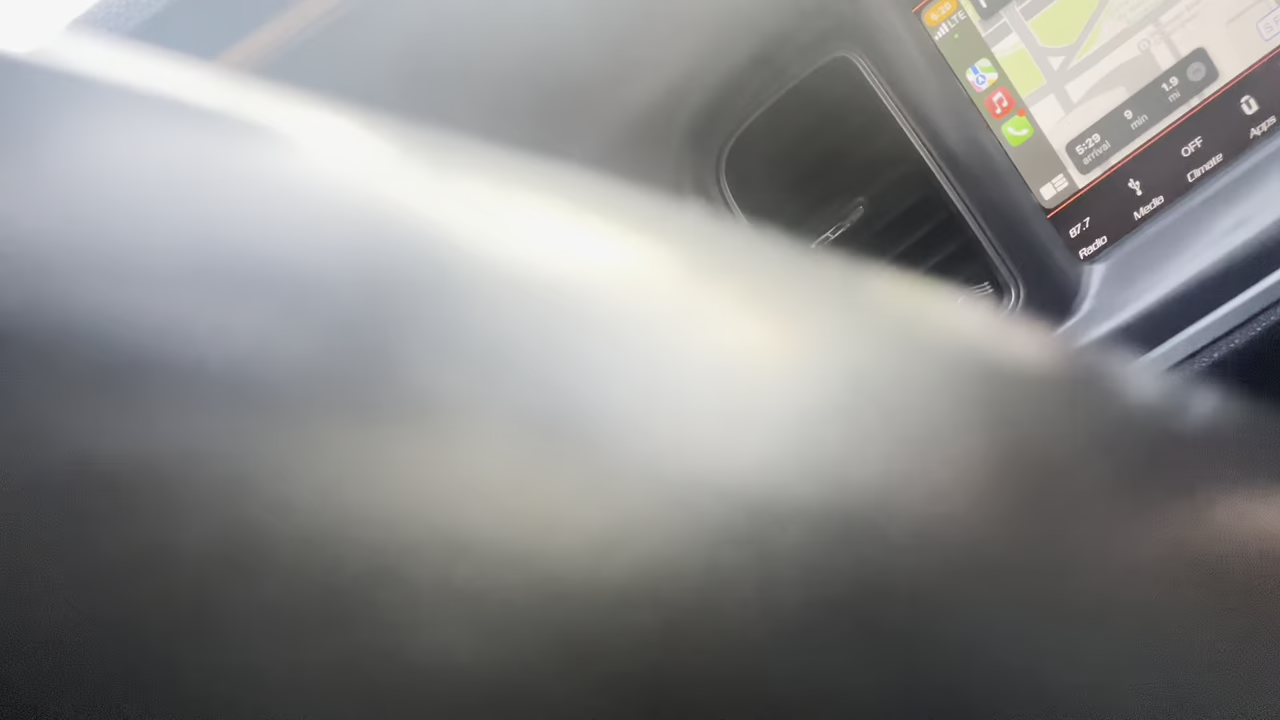 LTE
5:29
arrival
9
min
1.9
mi
87.7
Radio
Media
OFF
Climate
Apps